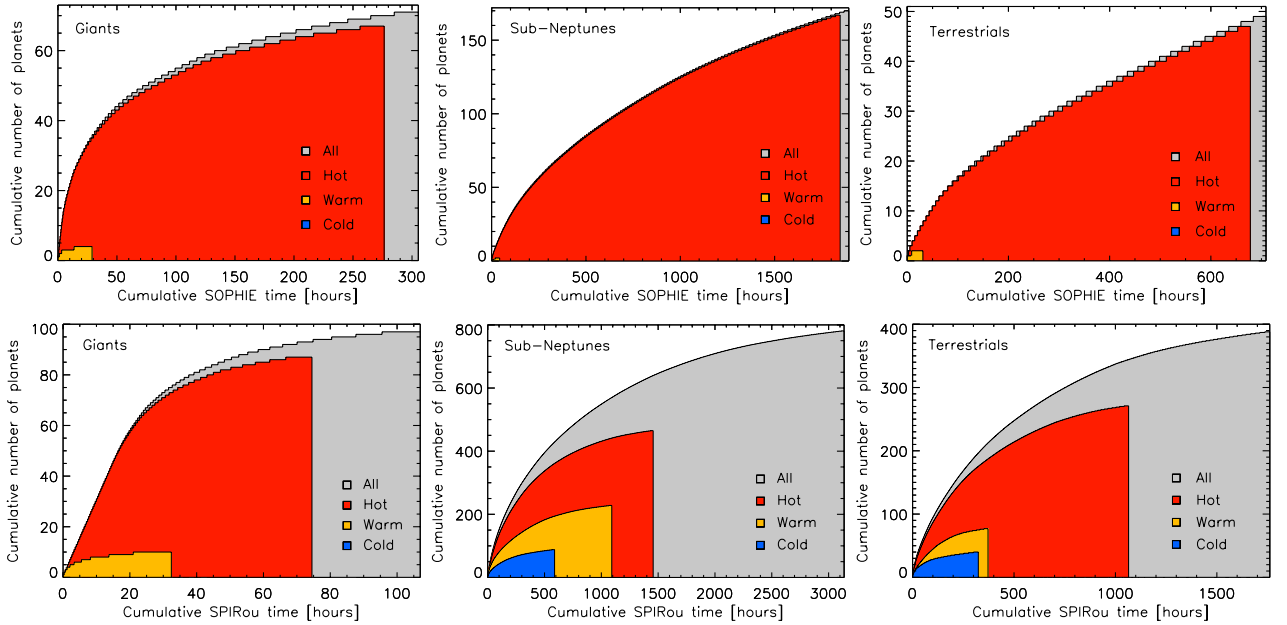 Giants
Cumulative number of planets
60
40
20
0
All
Hot
Warm
Cold
0 50 100 150 200 250 300
Cumulative SOPHIE time [hours]
Sub-Neptunes
Cumulative number of planets
150
100
50
0
All
Hot
Warm
Cold
0 500 1000 1500
Cumulative SOPHIE time [hours]
Terrestrials
Cumulative number of planets
50
40
30
20
10
0
All
Hot
Warm
Cold
0 200 400 600
Cumulative SOPHIE time [hours]
Giants
Cumulative number of planets
100
80
60
40
20
0
All
Hot
Warm
Cold
0 20 40 60 80 100
Cumulative SPIRou time [hours]
Sub-Neptunes
Cumulative number of planets
800
600
400
200
0
All
Hot
Warm
Cold
0 500 1000 1500 2000 2500 3000
Cumulative SPIRou time [hours]
Terrestrials
Cumulative number of planets
400
300
200
100
0
All
Hot
Warm
Cold
0 500 1000 1500
Cumulative SPIRou time [hours]